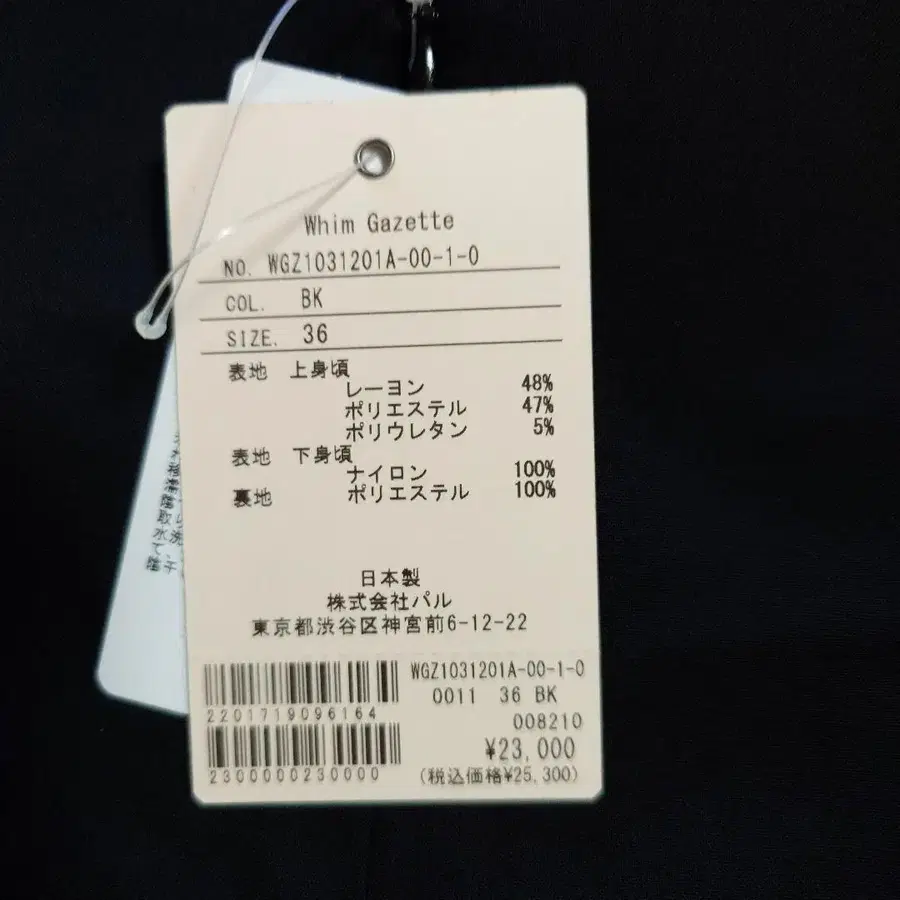 Whim Gazette
NO. WGZ1031201A-00-1-0
COL. BK
SIZE. 36
表地 上身頃
レーヨン 48%
ポリエステル 47%
ポリウレタン 5%
表地 下身頃
ナイロン 100%
裏地 ポリエステル 100%
日本製
株式会社パル
東京都渋谷区神宮前6-12-22
WGZ1031201A-00-1-0
2201719096164
0011 36 BK
008210
¥23,000
2300000230000
(税込価格¥25,300)